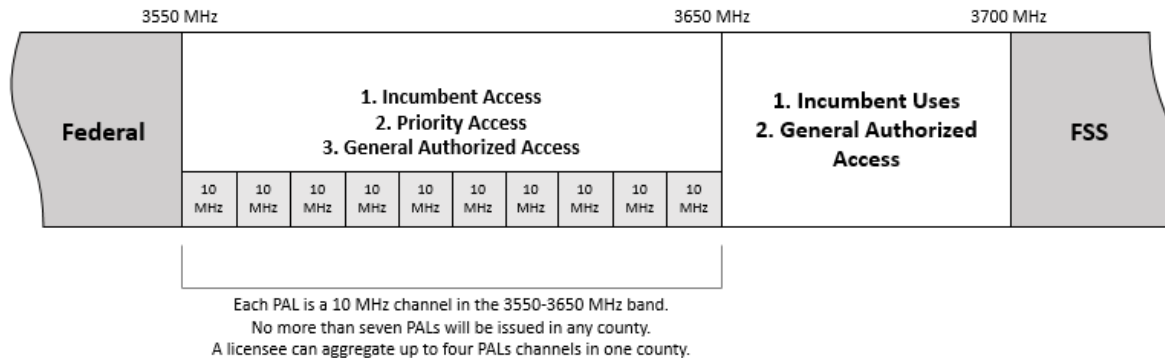 3550 MHz
3650 MHz
3700 MHz
Federal
1. Incumbent Access
2. Priority Access
3. General Authorized Access
10
MHz
10
MHz
10
MHz
10
MHz
10
MHz
10
MHz
10
MHz
10
MHz
10
MHz
10
MHz
1. Incumbent Uses
2. General Authorized
Access
FSS
Each PAL is a 10 MHz channel in the 3550-3650 MHz band.
No more than seven PALs will be issued in any county.
A licensee can aggregate up to four PALs channels in one county.